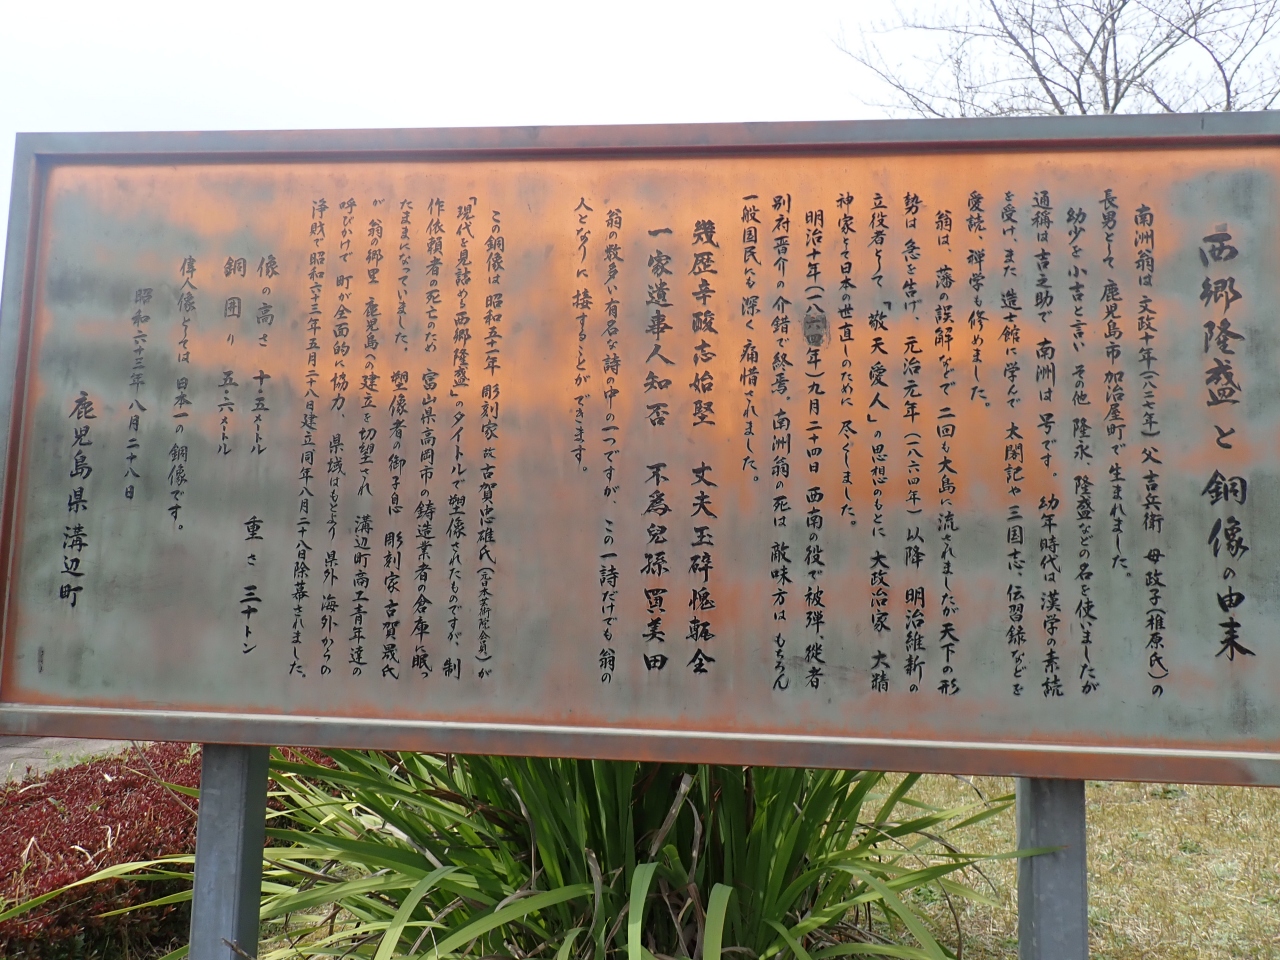 西郷隆盛と銅像の由来
南洲翁は文政十年(八二七年)父吉兵衛 母政子(椎原氏)の
長男として 鹿児島市加治屋町で生まれました。
幼少を小吉と言い その他 隆永、隆盛などの名を使いましたが
通称は吉之助で 南洲は 号です。 幼年時代は漢学の素読
を受け、また 造士館に学んで 太閤記や三国志、伝習録などを
愛読、禅学も修めました。
翁は、藩の誤解などで 二回も大島に流されましたが天下の形
勢は 急を告げ、元治元年(一八六四年)以降 明治維新の
立役者として 「敬天愛人」の思想のもとに 大政治家 大精
神家として日本の世直しのために 尽くしました。
明治十年(一八六四年)九月二十四日 西南の役で被弾、従者
別府晋介の介錯で終焉。南洲翁の死は 敵味方は もちろん
一般国民にも 深く痛惜されました。
幾歴辛酸志始堅 丈夫玉砕愧甎全
一家遺事人知否 不為兒孫買美田
翁の数多い有名な詩の中の一つですが、この一詩だけでも翁の
人となりに 接することが できます。
この銅像は 昭和五十一年 彫刻家 故古賀忠雄氏(元日本芸術院会員)が
「現代を見詰める西郷隆盛」のタイトルで塑像されたものですが、制
作依頼者の死亡のため 富山県高岡市の鋳造業者の倉庫に眠っ
たままになっていました。 塑像者の御子息 彫刻家古賀晟氏
が 翁の郷里 鹿児島への建立を切望され 溝辺町商工青年達の
呼びかけで 町が全面的に協力、県域はもとより 県外 海外からの
浄財で昭和六十三年五月二十八日建立同年八月二十八日除幕されました。
像の高さ 十・五メートル 重さ 三十トン
銅囲り 五・六メートル
偉人像としては 日本一の銅像です。
昭和六十三年八月二十八日
鹿児島県溝辺町